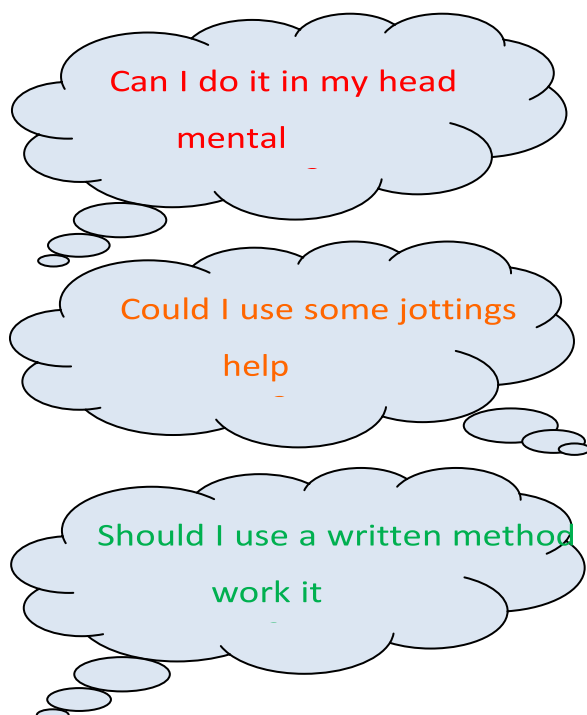 Can I do it in my head
mental
Could I use some jottings
help
Should I use a written method
work it